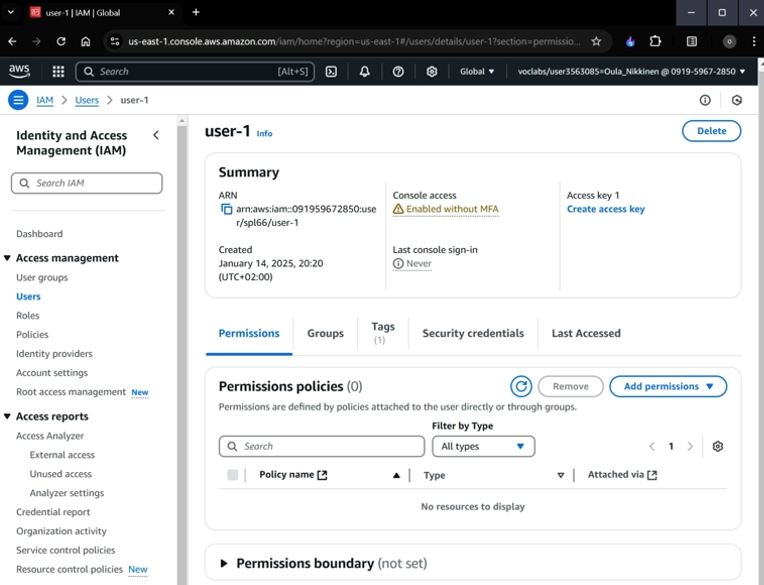 user-1 | IAM | Global
us-east-1.console.aws.amazon.com/iam/home?region=us-east-1#/users/details/user-1?section=permissio...
aws
Search
[Alt+S]
Global
voclabs/user3563085=Oula_Nikkinen @ 0919-5967-2850
IAM > Users > user-1
Identity and Access
Management (IAM)
Search IAM
Dashboard
Access management
User groups
Users
Roles
Policies
Identity providers
Account settings
Root access management New
Access reports
Access Analyzer
External access
Unused access
Analyzer settings
Credential report
Organization activity
Service control policies
Resource control policies New
user-1 Info
Delete
Summary
ARN
arn:aws:iam::091959672850:use
r/spl66/user-1
Created
January 14, 2025, 20:20
(UTC+02:00)
Console access
Enabled without MFA
Last console sign-in
Never
Access key 1
Create access key
Permissions
Groups
Tags
(1)
Security credentials
Last Accessed
Permissions policies (0)
Remove
Add permissions
Permissions are defined by policies attached to the user directly or through groups.
Filter by Type
Search
All types
1
Policy name
Type
Attached via
No resources to display
Permissions boundary (not set)